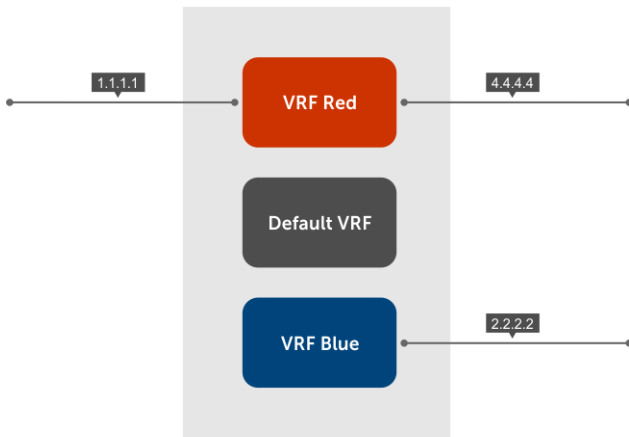 1.1.1.1
VRF Red
4.4.4.4
Default VRF
VRF Blue
2.2.2.2